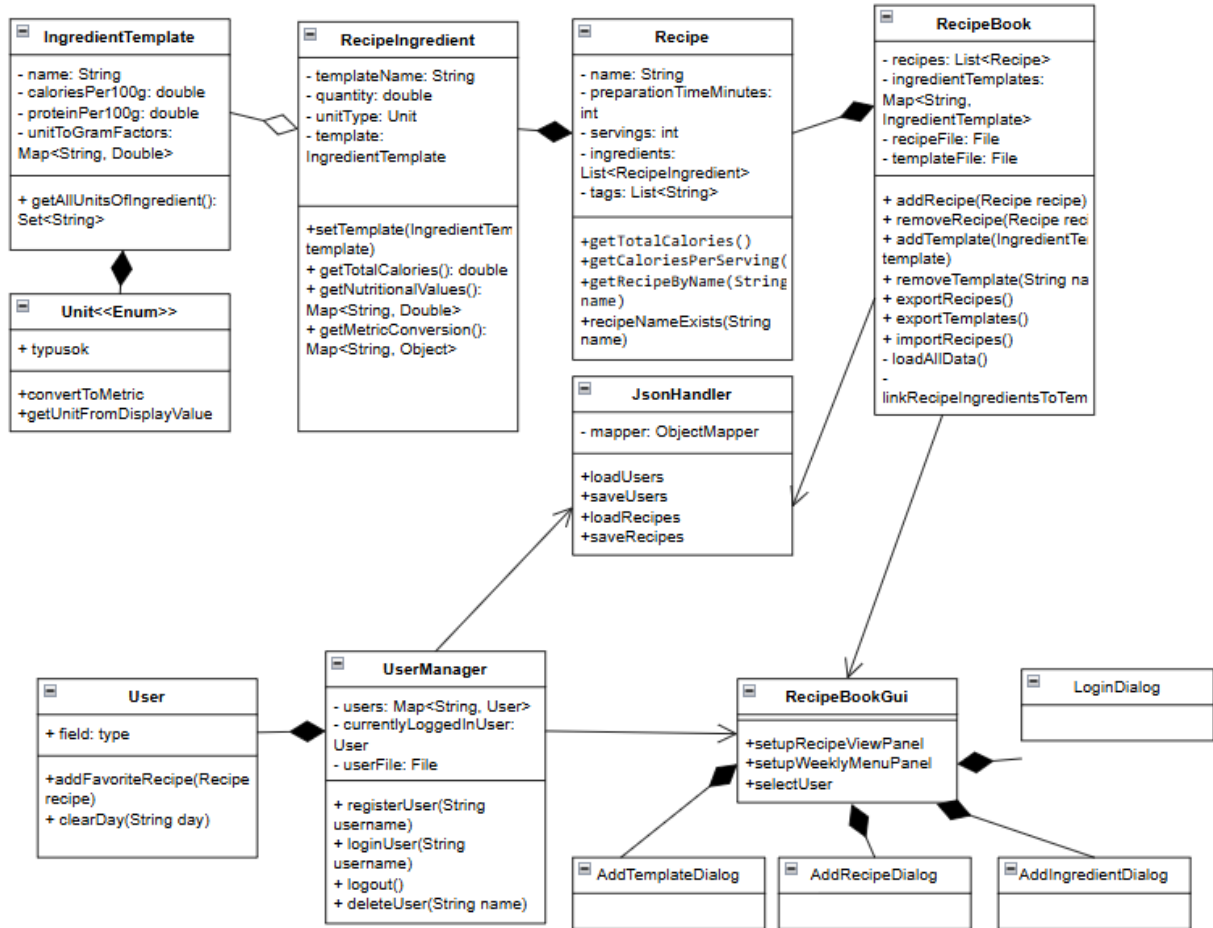 IngredientTemplate
- name: String
- caloriesPer100g: double
- proteinPer100g: double
- unitToGramFactors:
Map<String, Double>
+ getAllUnitsOfIngredient():
Set<String>
Unit<<Enum>>
+ typusok
+convertToMetric
+getUnitFromDisplayValue
RecipeIngredient
- templateName: String
- quantity: double
- unitType: Unit
- template:
IngredientTemplate
+setTemplate(IngredientTem
template)
+ getTotalCalories(): double
+ getNutritionalValues():
Map<String, Double>
+ getMetricConversion():
Map<String, Object>
Recipe
- name: String
- preparationTimeMinutes:
int
- servings: int
- ingredients:
List<RecipeIngredient>
- tags: List<String>
+getTotalCalories()
+getCaloriesPerServing(
+getRecipeByName(String
name)
+recipeNameExists(String
name)
RecipeBook
- recipes: List<Recipe>
- ingredientTemplates:
Map<String,
IngredientTemplate>
- recipeFile: File
- templateFile: File
+ addRecipe(Recipe recipe)
+ removeRecipe(Recipe reci
+ addTemplate(IngredientTe
template)
+ removeTemplate(String na
+ exportRecipes()
+ exportTemplates()
+ importRecipes()
- loadAllData()
-
linkRecipeIngredientsToTem
JsonHandler
- mapper: ObjectMapper
+loadUsers
+saveUsers
+loadRecipes
+saveRecipes
User
+ field: type
+addFavoriteRecipe(Recipe
recipe)
+ clearDay(String day)
UserManager
- users: Map<String, User>
- currentlyLoggedInUser:
User
- userFile: File
+ registerUser(String
username)
+ loginUser(String
username)
+ logout()
+ deleteUser(String name)
RecipeBookGui
+setupRecipeViewPanel
+setupWeeklyMenuPanel
+selectUser
LoginDialog
AddTemplateDialog
AddRecipeDialog
AddIngredientDialog